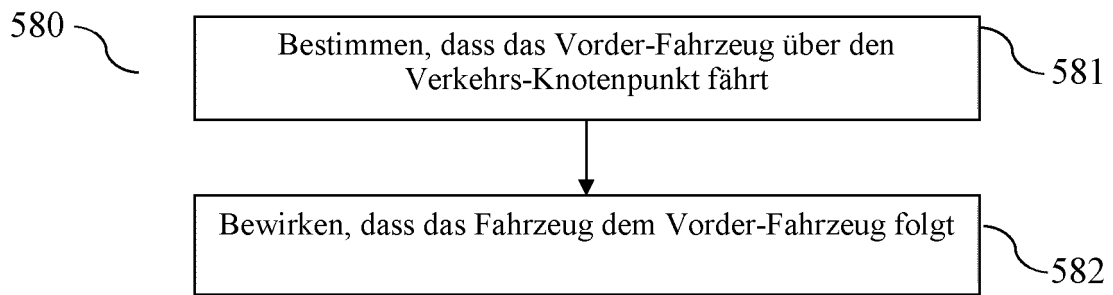 580
Bestimmen, dass das Vorder-Fahrzeug über den
Verkehrs-Knotenpunkt fährt
581
Bewirken, dass das Fahrzeug dem Vorder-Fahrzeug folgt
582